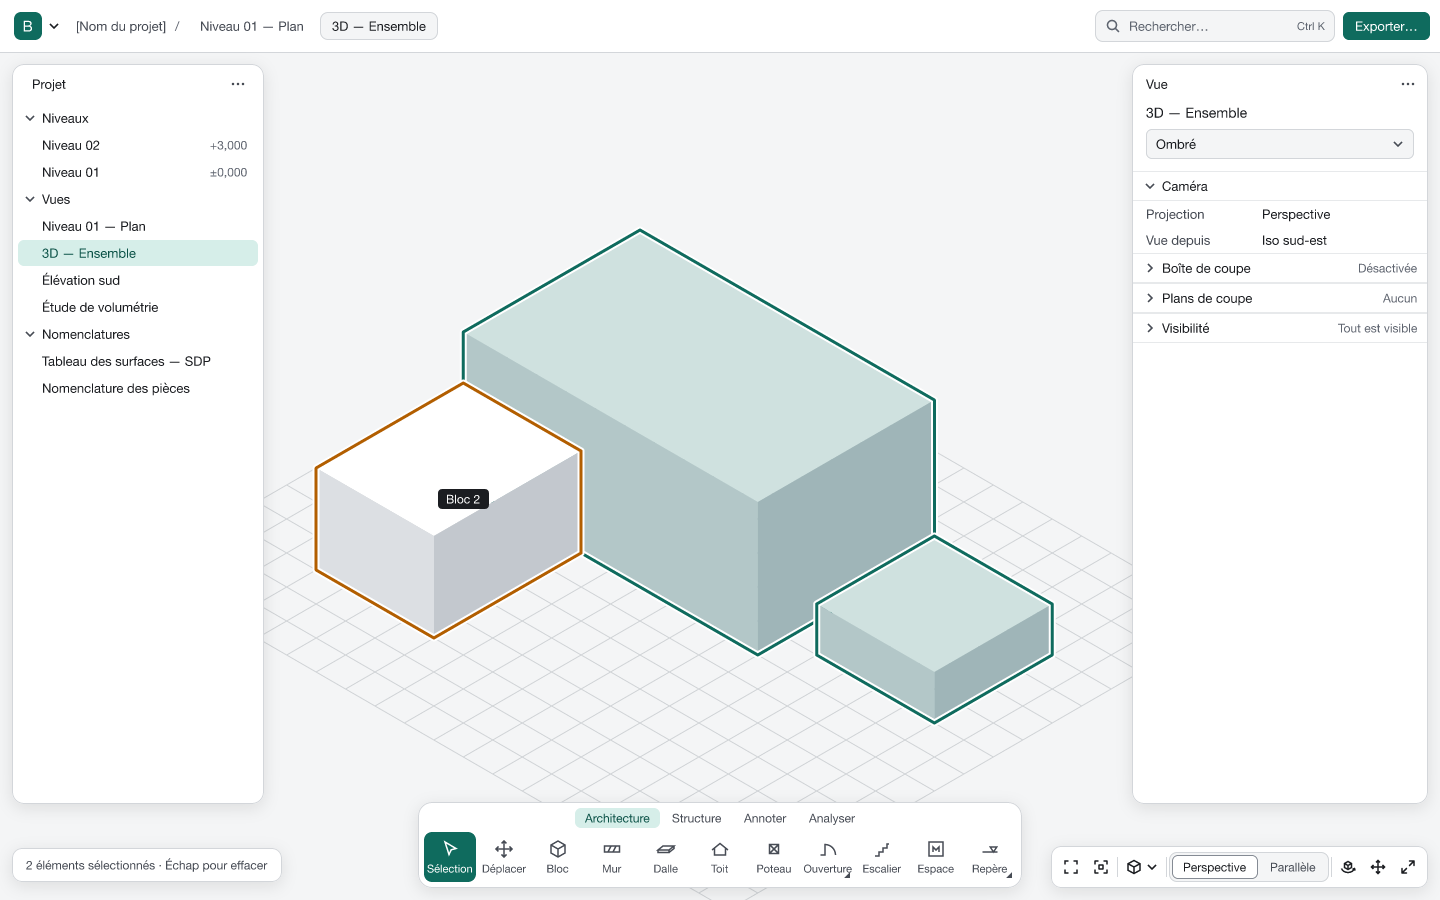 B
[Nom du projet] / Niveau 01 — Plan 3D — Ensemble
Rechercher… Ctrl K
Exporter…
Projet
Niveaux
Niveau 02 +3,000
Niveau 01 ±0,000
Vues
Niveau 01 — Plan
3D — Ensemble
Élévation sud
Étude de volumétrie
Nomenclatures
Tableau des surfaces — SDP
Nomenclature des pièces
Bloc 2
Vue
3D — Ensemble
Ombré
Caméra
Projection Perspective
Vue depuis Iso sud-est
Boîte de coupe Désactivée
Plans de coupe Aucun
Visibilité Tout est visible
2 éléments sélectionnés · Échap pour effacer
Architecture Structure Annoter Analyser
Sélection Déplacer Bloc Mur Dalle Toit Poteau Ouverture Escalier Espace Repère
Perspective Parallèle